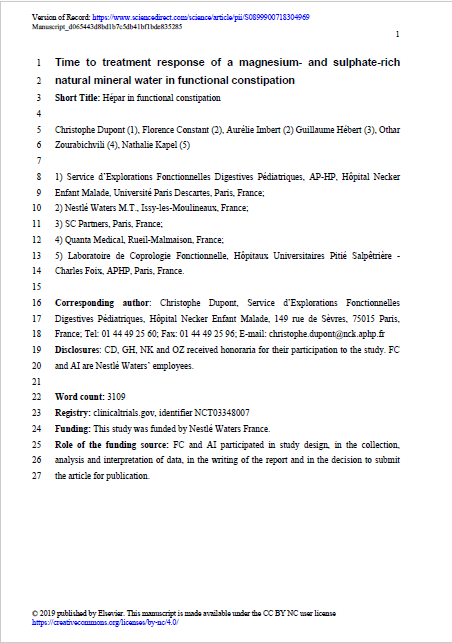 Version of Record: https://www.sciencedirect.com/science/article/pii/S0899900718304969
Manuscript_d065443d8bd1b7c5db41bf1bde835285
1
1 Time to treatment response of a magnesium- and sulphate-rich
2 natural mineral water in functional constipation
3 Short Title: Hépar in functional constipation
4
5 Christophe Dupont (1), Florence Constant (2), Aurélie Imbert (2) Guillaume Hébert (3), Othar
6 Zourabichvili (4), Nathalie Kapel (5)
7
8 1) Service d'Explorations Fonctionnelles Digestives Pédiatriques, AP-HP, Hôpital Necker
9 Enfant Malade, Université Paris Descartes, Paris, France;
10 2) Nestlé Waters M.T., Issy-les-Moulineaux, France;
11 3) SC Partners, Paris, France;
12 4) Quanta Medical, Rueil-Malmaison, France;
13 5) Laboratoire de Coprologie Fonctionnelle, Hôpitaux Universitaires Pitié Salpêtrière -
14 Charles Foix, APHP, Paris, France.
15
16 Corresponding author: Christophe Dupont, Service d'Explorations Fonctionnelles
17 Digestives Pédiatriques, Hôpital Necker Enfant Malade, 149 rue de Sèvres, 75015 Paris,
18 France; Tel: 01 44 49 25 60; Fax: 01 44 49 25 96; E-mail: christophe.dupont@nck.aphp.fr
19 Disclosures: CD, GH, NK and OZ received honoraria for their participation to the study. FC
20 and AI are Nestlé Waters' employees.
21
22 Word count: 3109
23 Registry: clinicaltrials.gov, identifier NCT03348007
24 Funding: This study was funded by Nestlé Waters France.
25 Role of the funding source: FC and AI participated in study design, in the collection,
26 analysis and interpretation of data, in the writing of the report and in the decision to submit
27 the article for publication.
© 2019 published by Elsevier. This manuscript is made available under the CC BY NC user license
https://creativecommons.org/licenses/by-nc/4.0/